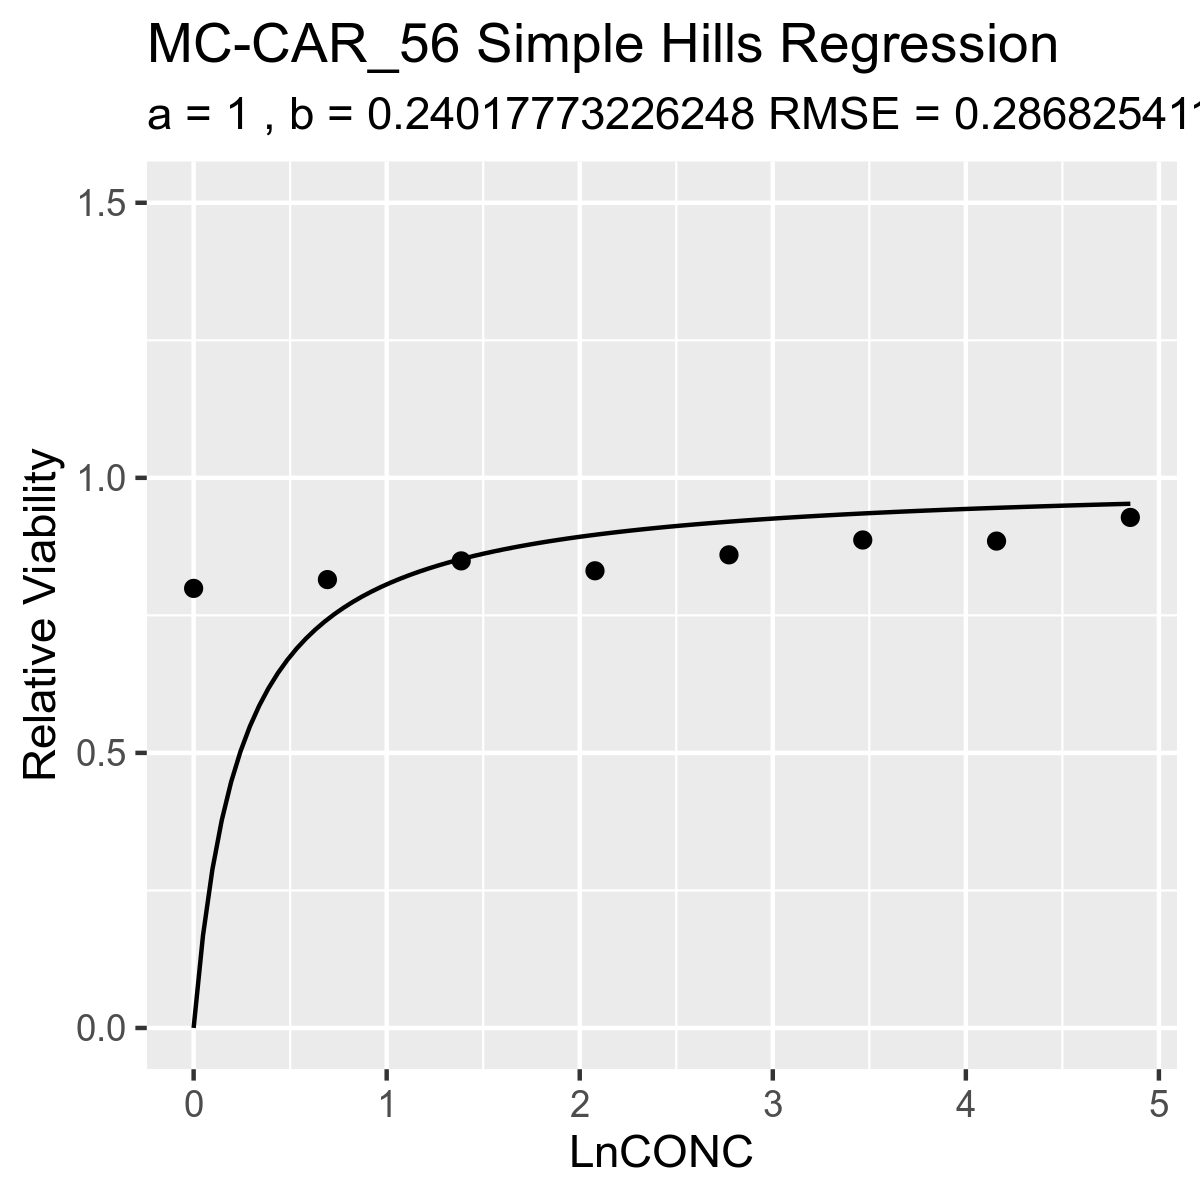 MC-CAR_56 Simple Hills Regression
a = 1 , b = 0.24017773226248 RMSE = 0.286825411
1.5
1.0
0.5
0.0
Relative Viability
0 1 2 3 4 5
LnCONC